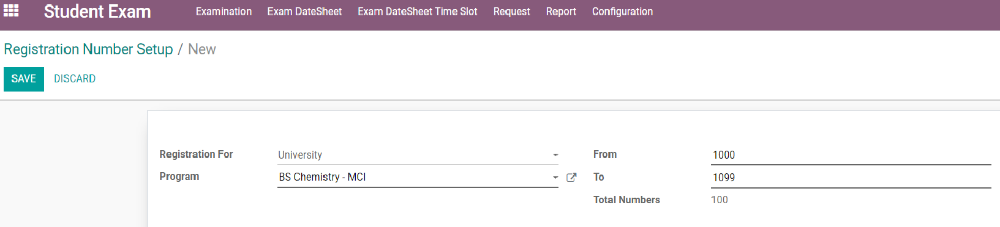 Student Exam Examination Exam DateSheet Exam DateSheet Time Slot Request Report Configuration
Registration Number Setup / New
SAVE DISCARD
Registration For University From 1000
Program BS Chemistry - MCI To 1099
Total Numbers 100